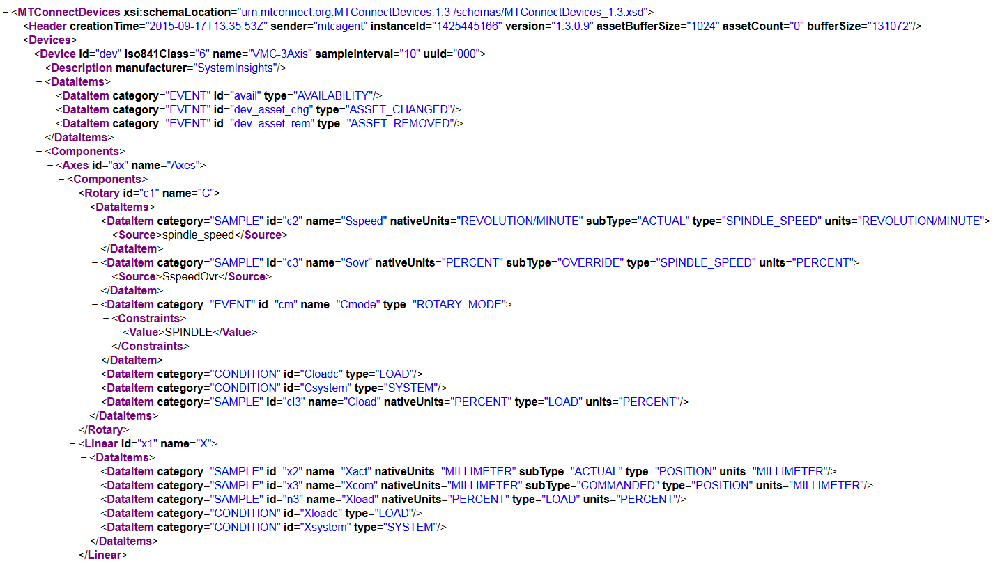 − <MTConnectDevices xsi:schemaLocation="urn:mtconnect.org:MTConnectDevices:1.3 /schemas/MTConnectDevices_1.3.xsd">
<Header creationTime="2015-09-17T13:35:53Z" sender="mtcagent" instanceId="1425445166" version="1.3.0.9" assetBufferSize="1024" assetCount="0" bufferSize="131072"/>
− <Devices>
− <Device id="dev" iso841Class="6" name="VMC-3Axis" sampleInterval="10" uuid="000">
<Description manufacturer="SystemInsights"/>
− <DataItems>
<DataItem category="EVENT" id="avail" type="AVAILABILITY"/>
<DataItem category="EVENT" id="dev_asset_chg" type="ASSET_CHANGED"/>
<DataItem category="EVENT" id="dev_asset_rem" type="ASSET_REMOVED"/>
</DataItems>
− <Components>
− <Axes id="ax" name="Axes">
− <Components>
− <Rotary id="c1" name="C">
− <DataItems>
− <DataItem category="SAMPLE" id="c2" name="Sspeed" nativeUnits="REVOLUTION/MINUTE" subType="ACTUAL" type="SPINDLE_SPEED" units="REVOLUTION/MINUTE">
<Source>spindle_speed</Source>
</DataItem>
− <DataItem category="SAMPLE" id="c3" name="Sovr" nativeUnits="PERCENT" subType="OVERRIDE" type="SPINDLE_SPEED" units="PERCENT">
<Source>SspeedOvr</Source>
</DataItem>
− <DataItem category="EVENT" id="cm" name="Cmode" type="ROTARY_MODE">
− <Constraints>
<Value>SPINDLE</Value>
</Constraints>
</DataItem>
<DataItem category="CONDITION" id="Cloadc" type="LOAD"/>
<DataItem category="CONDITION" id="Csystem" type="SYSTEM"/>
<DataItem category="SAMPLE" id="cl3" name="Cload" nativeUnits="PERCENT" type="LOAD" units="PERCENT"/>
</DataItems>
</Rotary>
− <Linear id="x1" name="X">
− <DataItems>
<DataItem category="SAMPLE" id="x2" name="Xact" nativeUnits="MILLIMETER" subType="ACTUAL" type="POSITION" units="MILLIMETER"/>
<DataItem category="SAMPLE" id="x3" name="Xcom" nativeUnits="MILLIMETER" subType="COMMANDED" type="POSITION" units="MILLIMETER"/>
<DataItem category="SAMPLE" id="n3" name="Xload" nativeUnits="PERCENT" type="LOAD" units="PERCENT"/>
<DataItem category="CONDITION" id="Xloadc" type="LOAD"/>
<DataItem category="CONDITION" id="Xsystem" type="SYSTEM"/>
</DataItems>
</Linear>